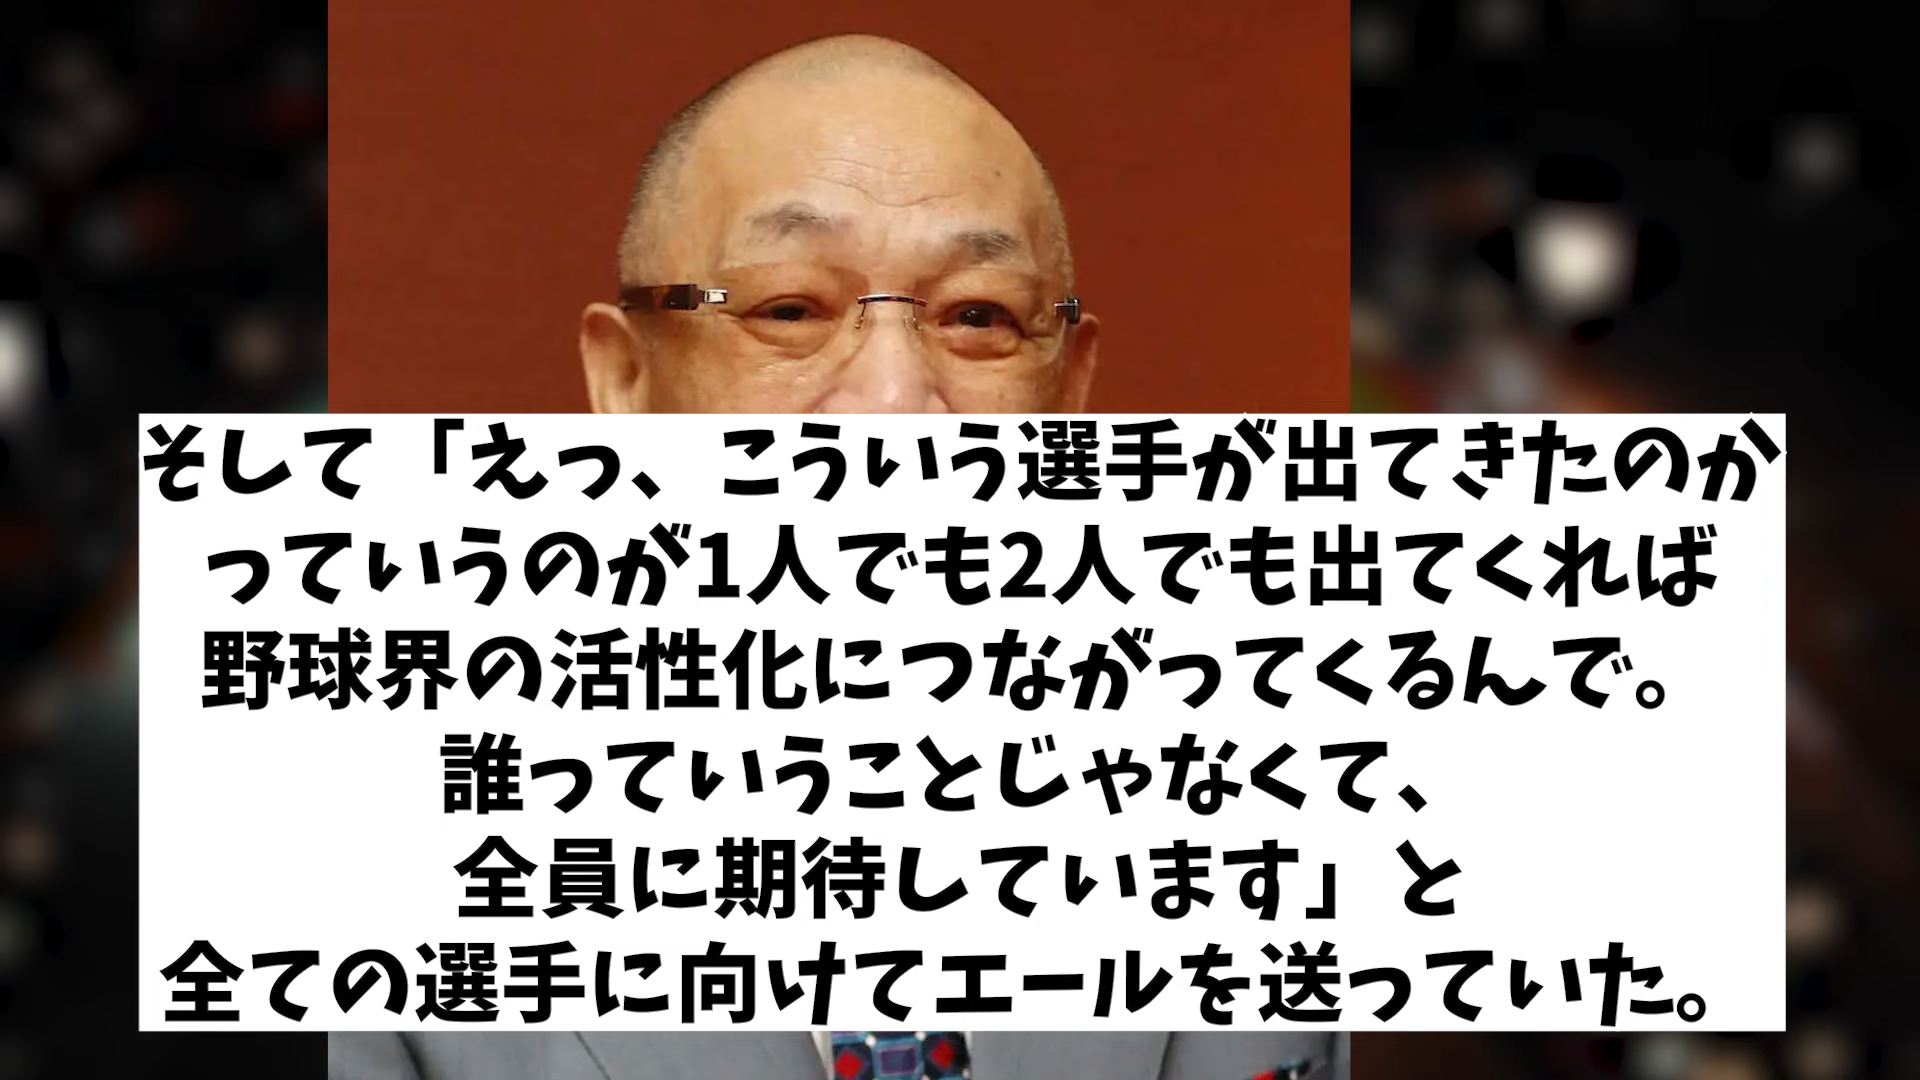 そして「えっ、こういう選手が出てきたのか
っていうのが1人でも2人でも出てくれば
野球界の活性化につながってくるんで。
誰っていうことじゃなくて、
全員に期待しています」と
全ての選手に向けてエールを送っていた。